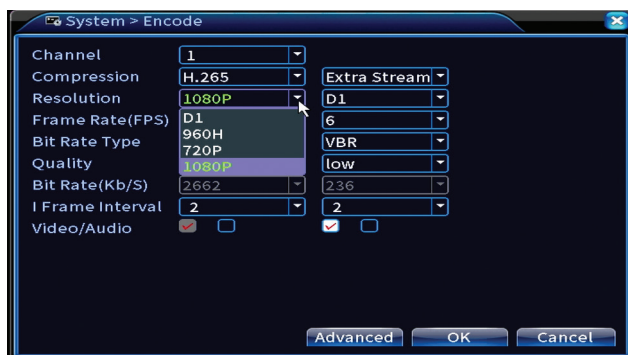 System > Encode
Channel 1
Compression H.265 Extra Stream
Resolution 1080P D1
Frame Rate(FPS) D1 6
960H
Bit Rate Type 720P VBR
Quality 1080P low
Bit Rate(Kb/S) 2662 236
I Frame Interval 2 2
Video/Audio
Advanced OK Cancel